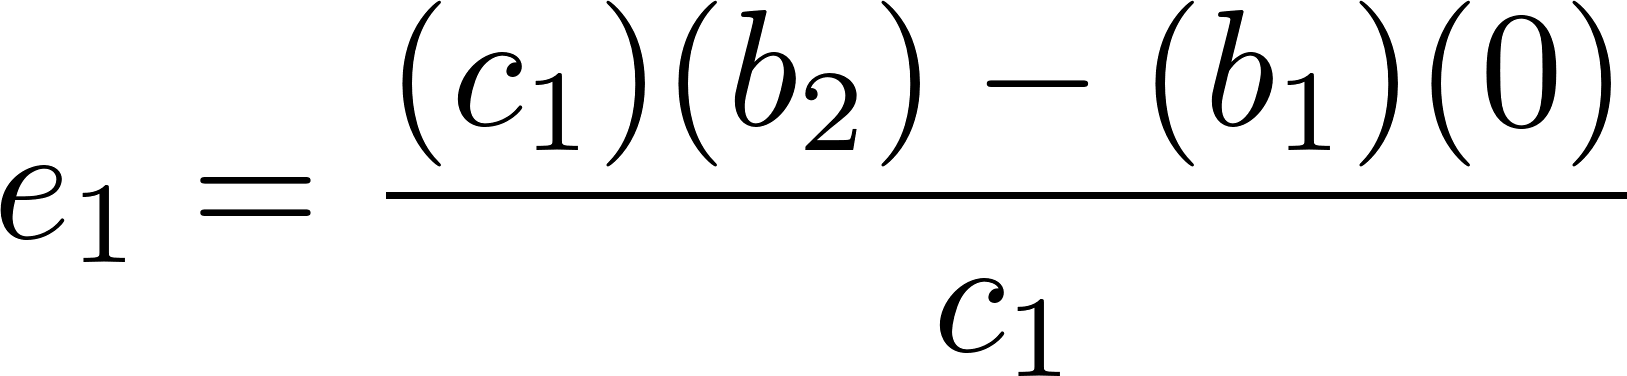 e_1 = \frac{(c_1)(b_2) - (b_1)(0)}{c_1}